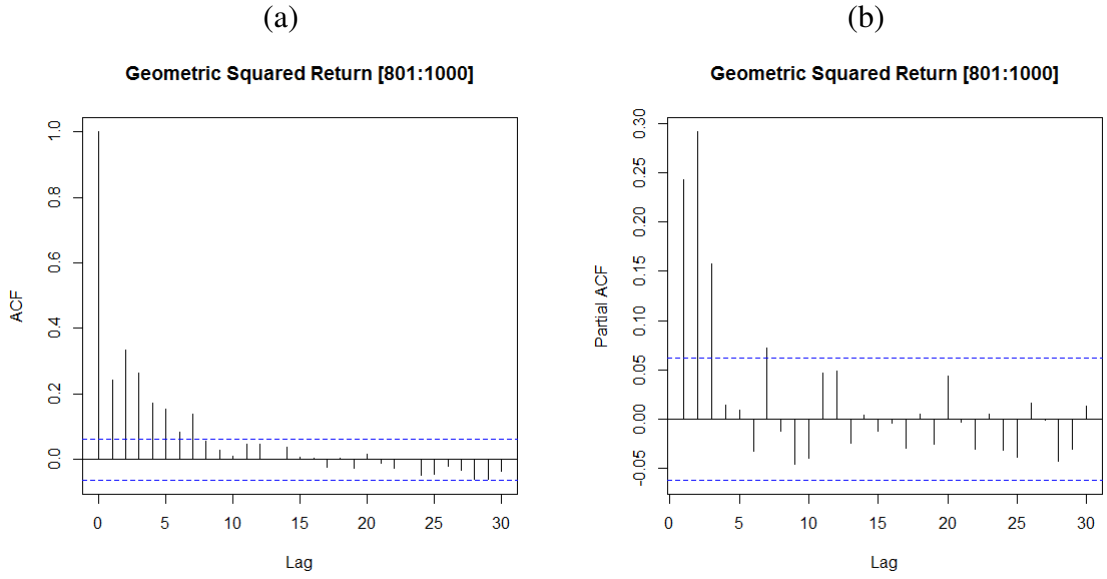 (a)
Geometric Squared Return [801:1000]
ACF
1.0
0.8
0.6
0.4
0.2
0.0
0 5 10 15 20 25 30
Lag
(b)
Geometric Squared Return [801:1000]
Partial ACF
0.30
0.25
0.20
0.15
0.10
0.05
0.00
-0.05
0 5 10 15 20 25 30
Lag